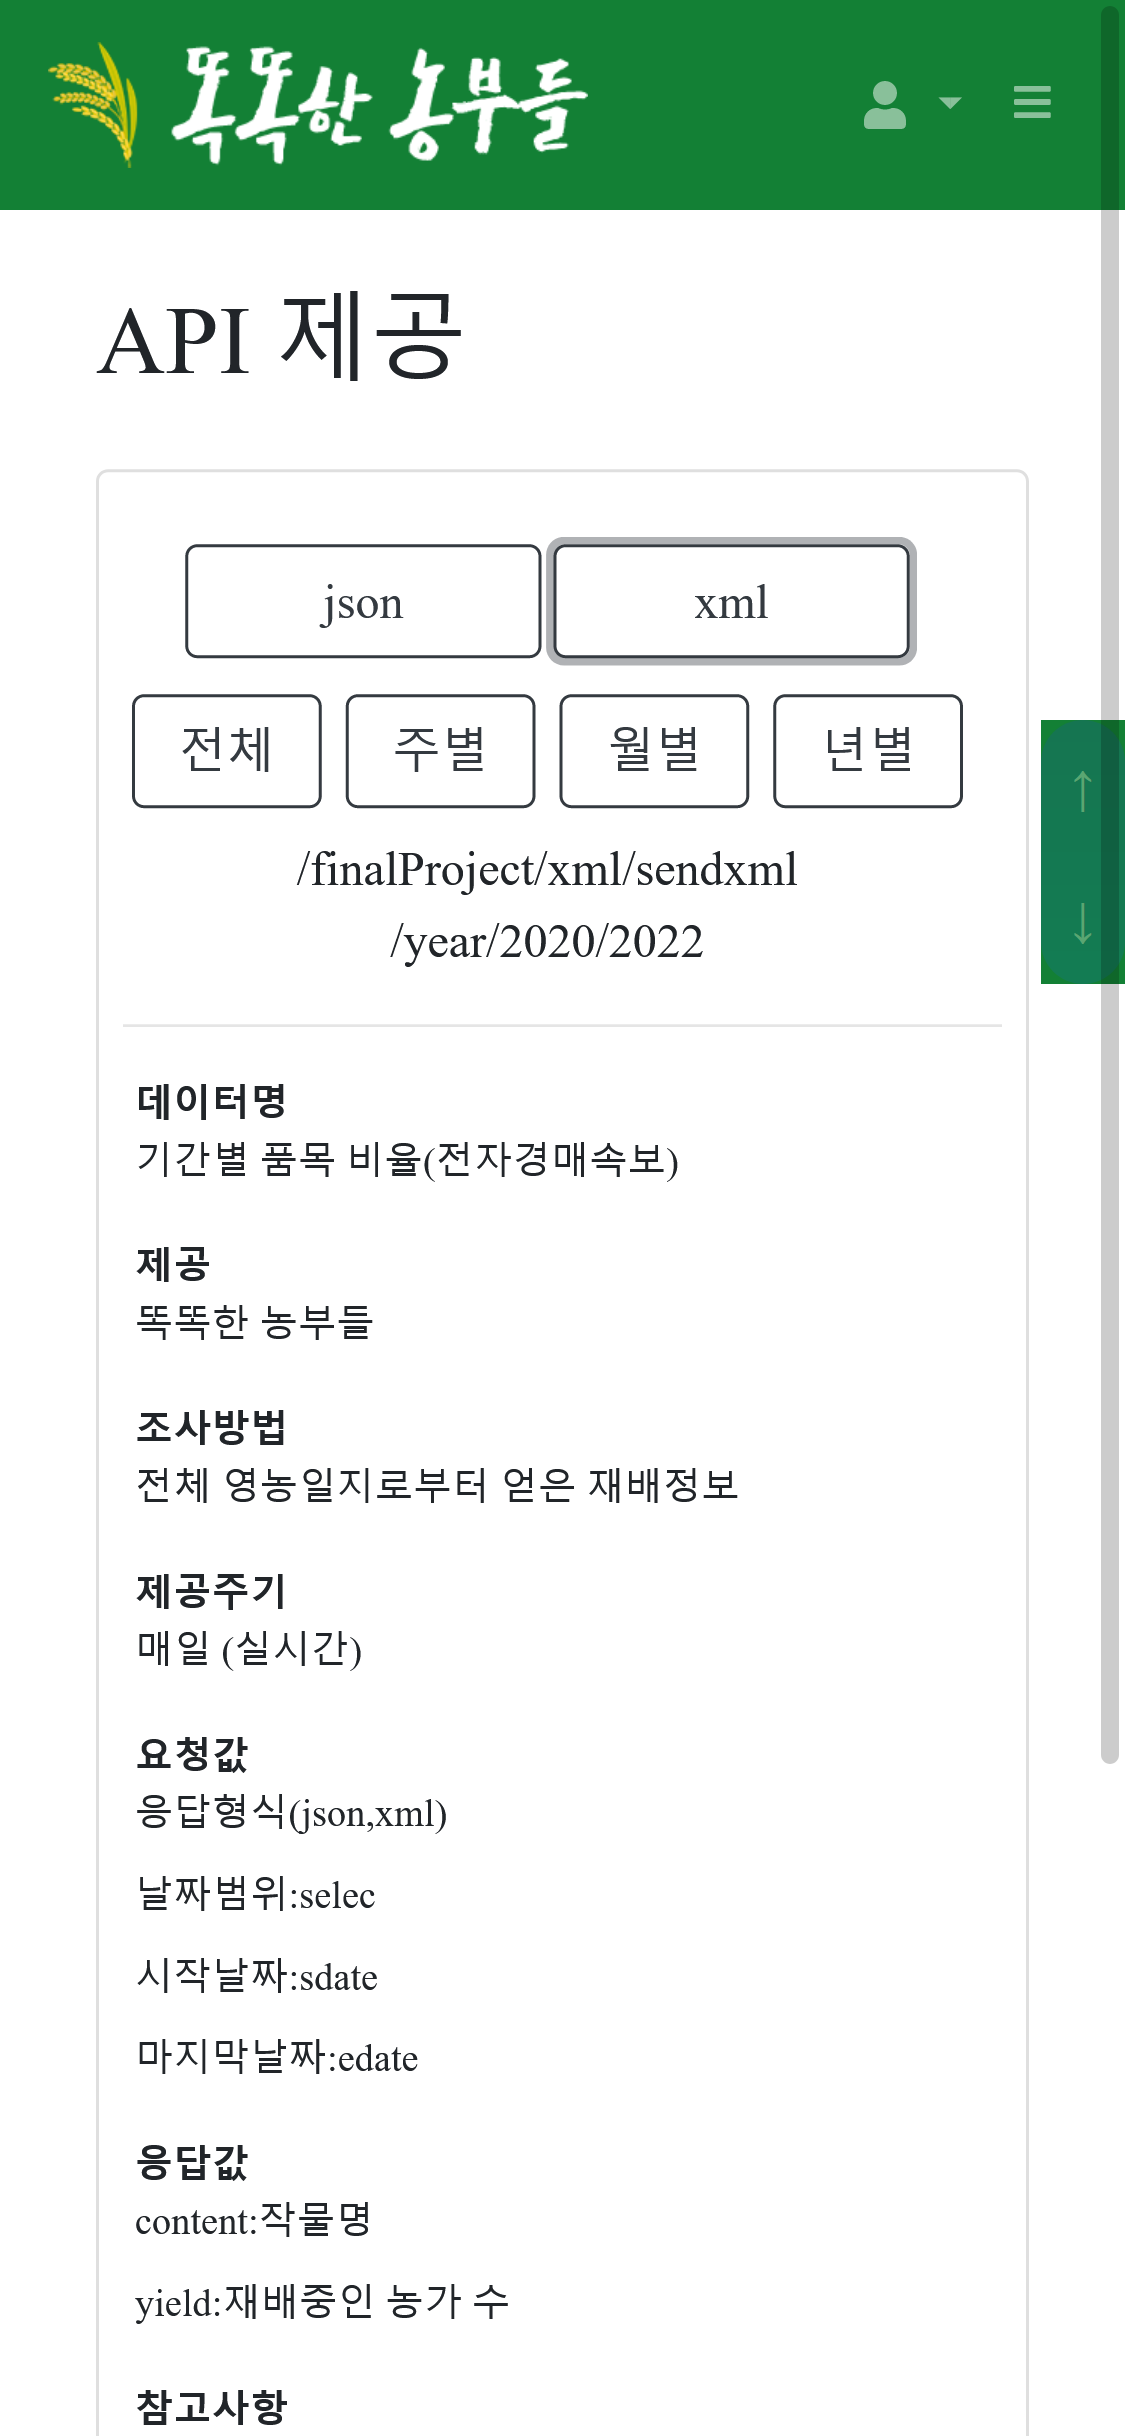 똑똑한 농부들
API 제공
json
xml
전체
주별
월별
년별
/finalProject/xml/sendxml
/year/2020/2022
↑
↓
데이터명
기간별 품목 비율(전자경매속보)
제공
똑똑한 농부들
조사방법
전체 영농일지로부터 얻은 재배정보
제공주기
매일 (실시간)
요청값
응답형식(json,xml)
날짜범위:selec
시작날짜:sdate
마지막날짜:edate
응답값
content:작물명
yield:재배중인 농가 수
참고사항